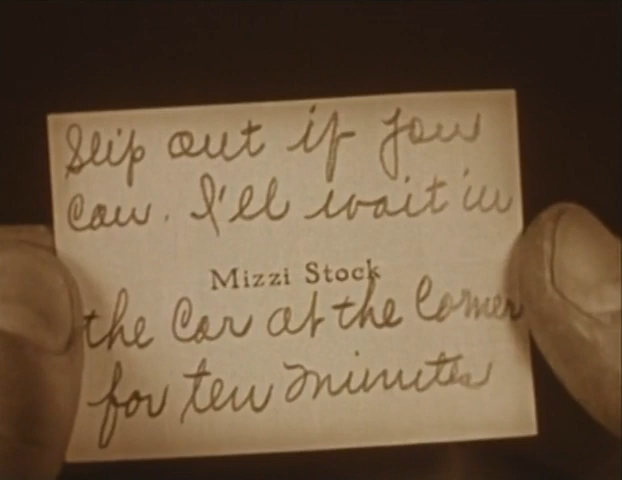 Slip out if you
can. I'll wait in
Mizzi Stock
the car at the corner
for ten minutes